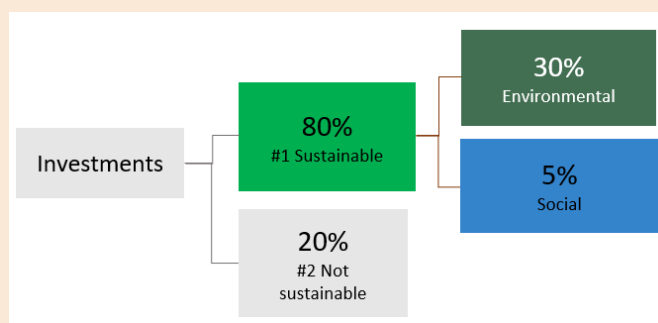 Investments
80%
#1 Sustainable
20%
#2 Not
sustainable
30%
Environmental
5%
Social